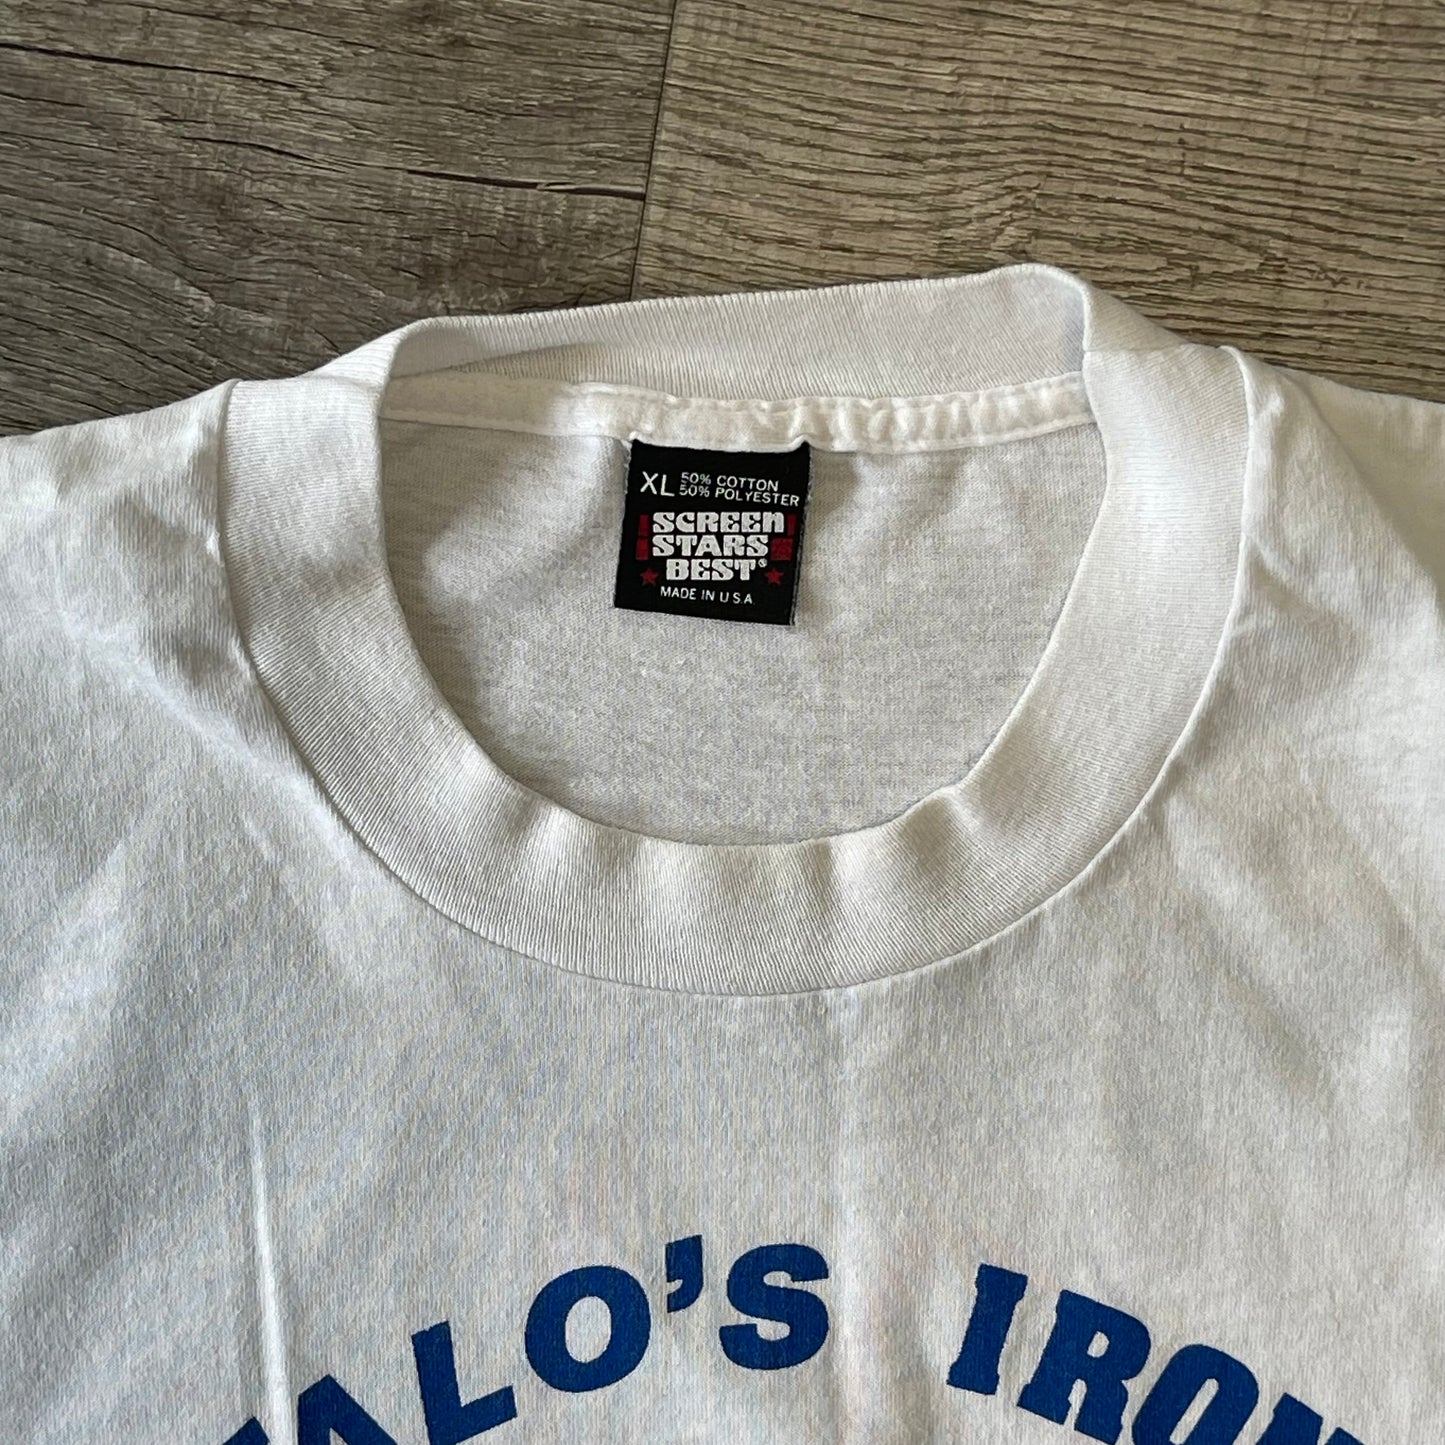 XL 50% COTTON
50% POLYESTER
SCREEN
STARS
BEST®
MADE IN U.S.A.
ALO'S IRON